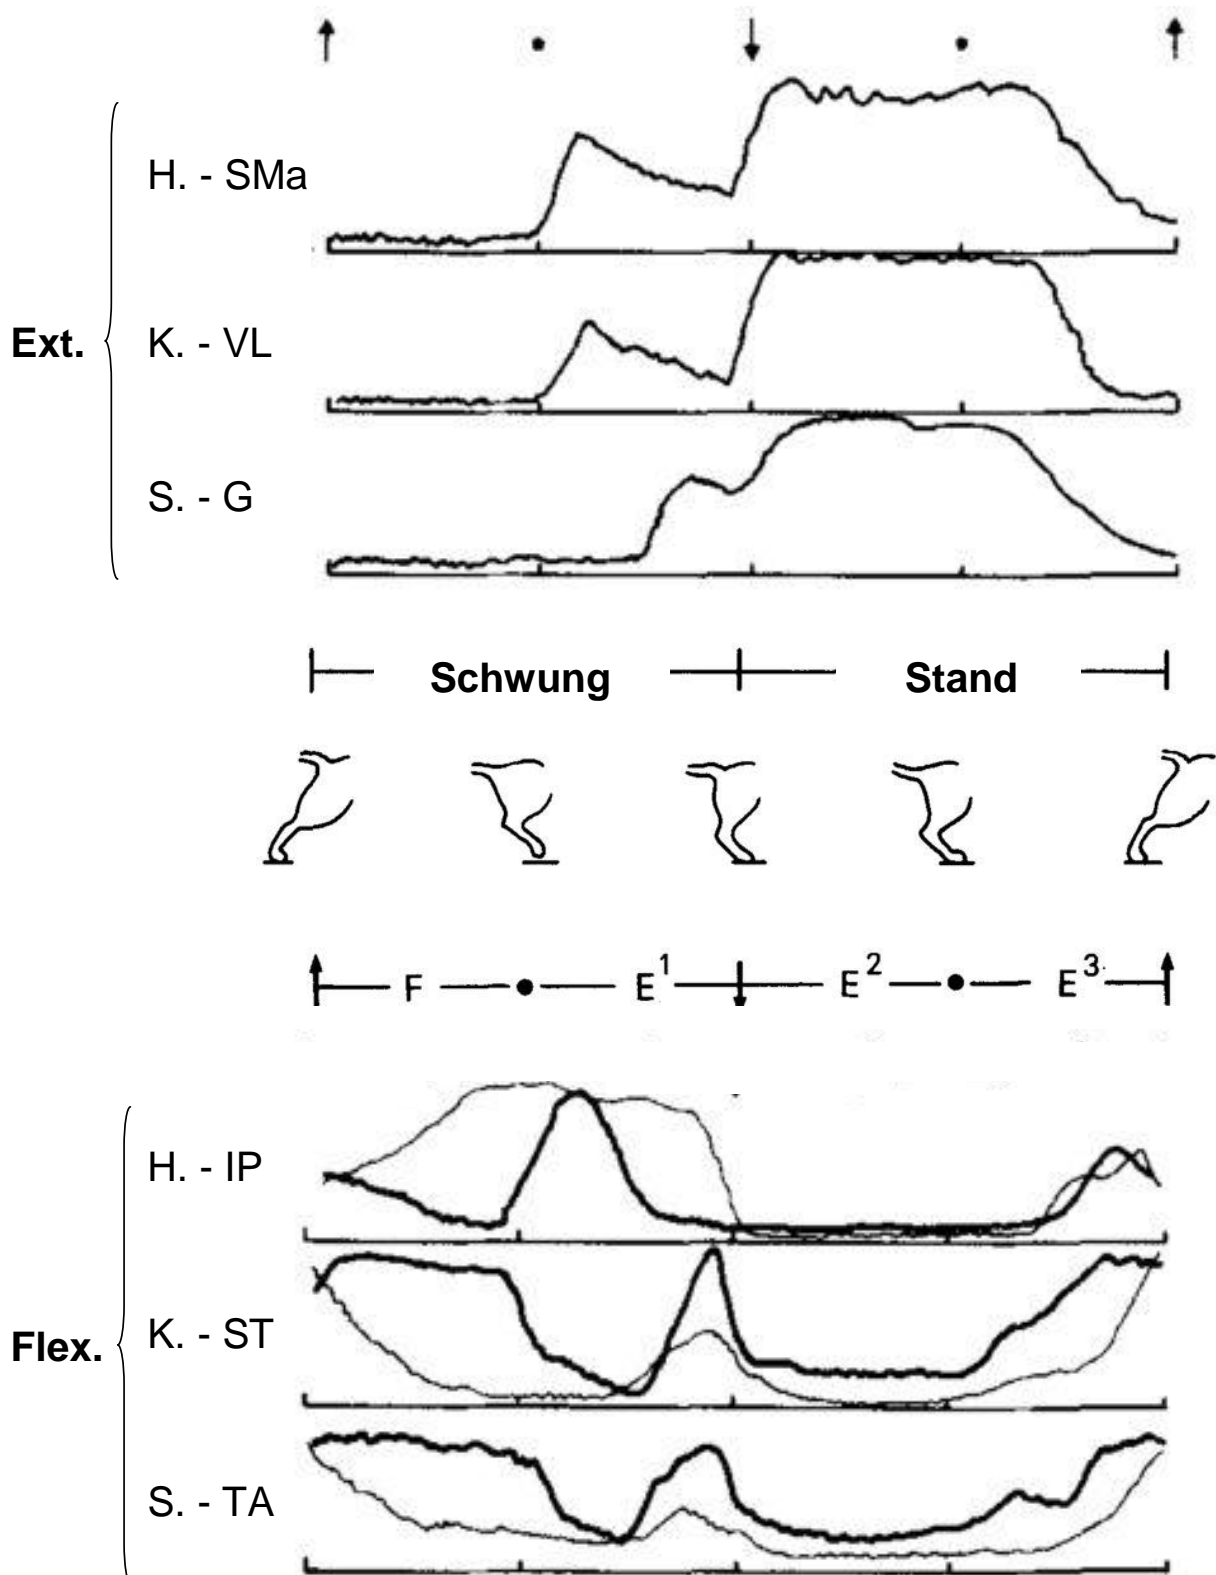 H. - SMa
Ext.
K. - VL
S. - G
Schwung Stand
F E¹ E² E³
H. - IP
Flex.
K. - ST
S. - TA